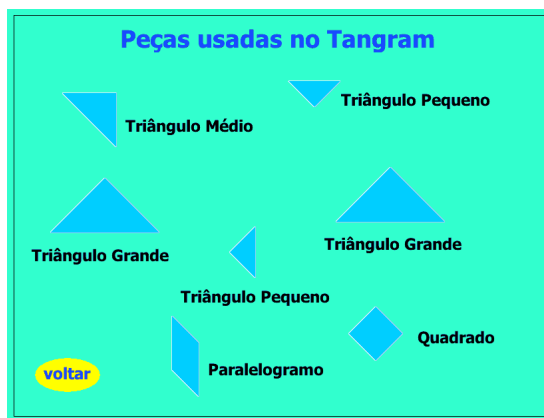 Peças usadas no Tangram
Triângulo Pequeno
Triângulo Médio
Triângulo Grande
Triângulo Grande
Triângulo Pequeno
Quadrado
Paralelogramo
voltar